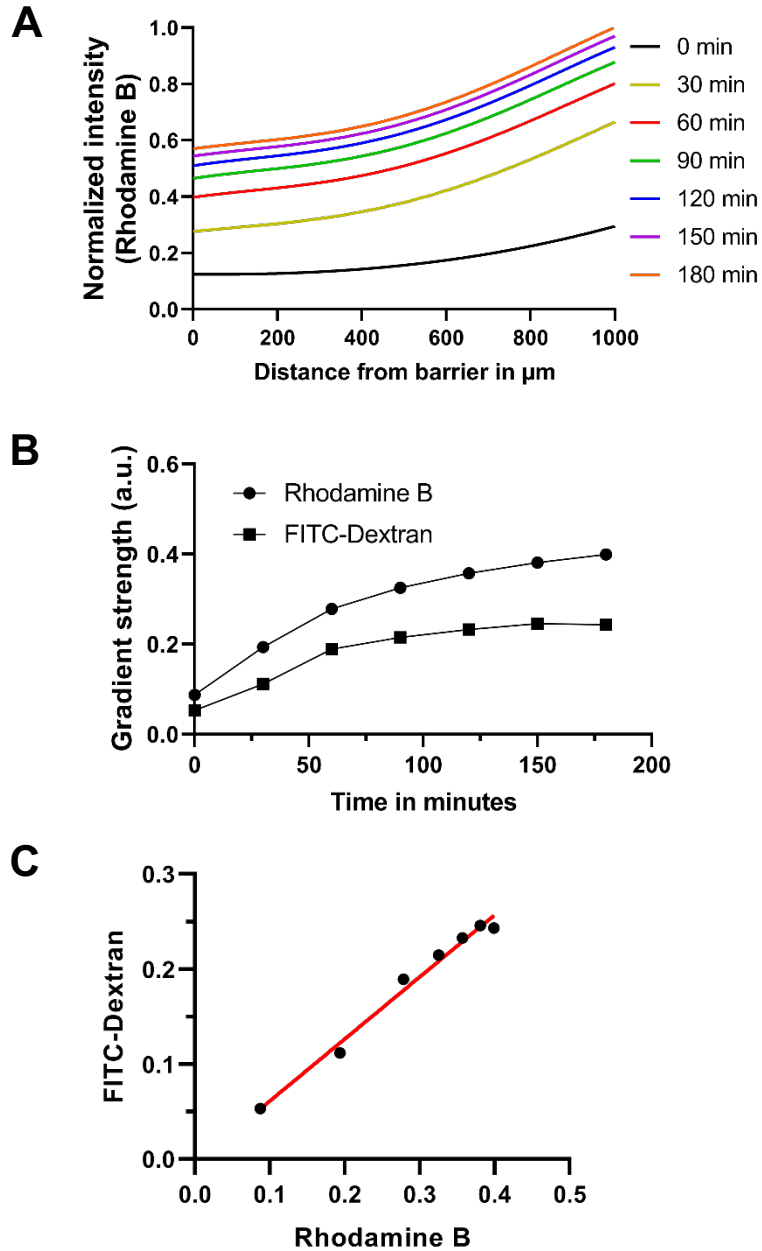 A
Normalized intensity
(Rhodamine B)
1.0
0.8
0.6
0.4
0.2
0.0
0 200 400 600 800 1000
Distance from barrier in µm
0 min
30 min
60 min
90 min
120 min
150 min
180 min
B
Gradient strength (a.u.)
0.6
0.4
0.2
0.0
Rhodamine B
FITC-Dextran
0 50 100 150 200
Time in minutes
C
FITC-Dextran
0.3
0.2
0.1
0.0
0.0 0.1 0.2 0.3 0.4 0.5
Rhodamine B